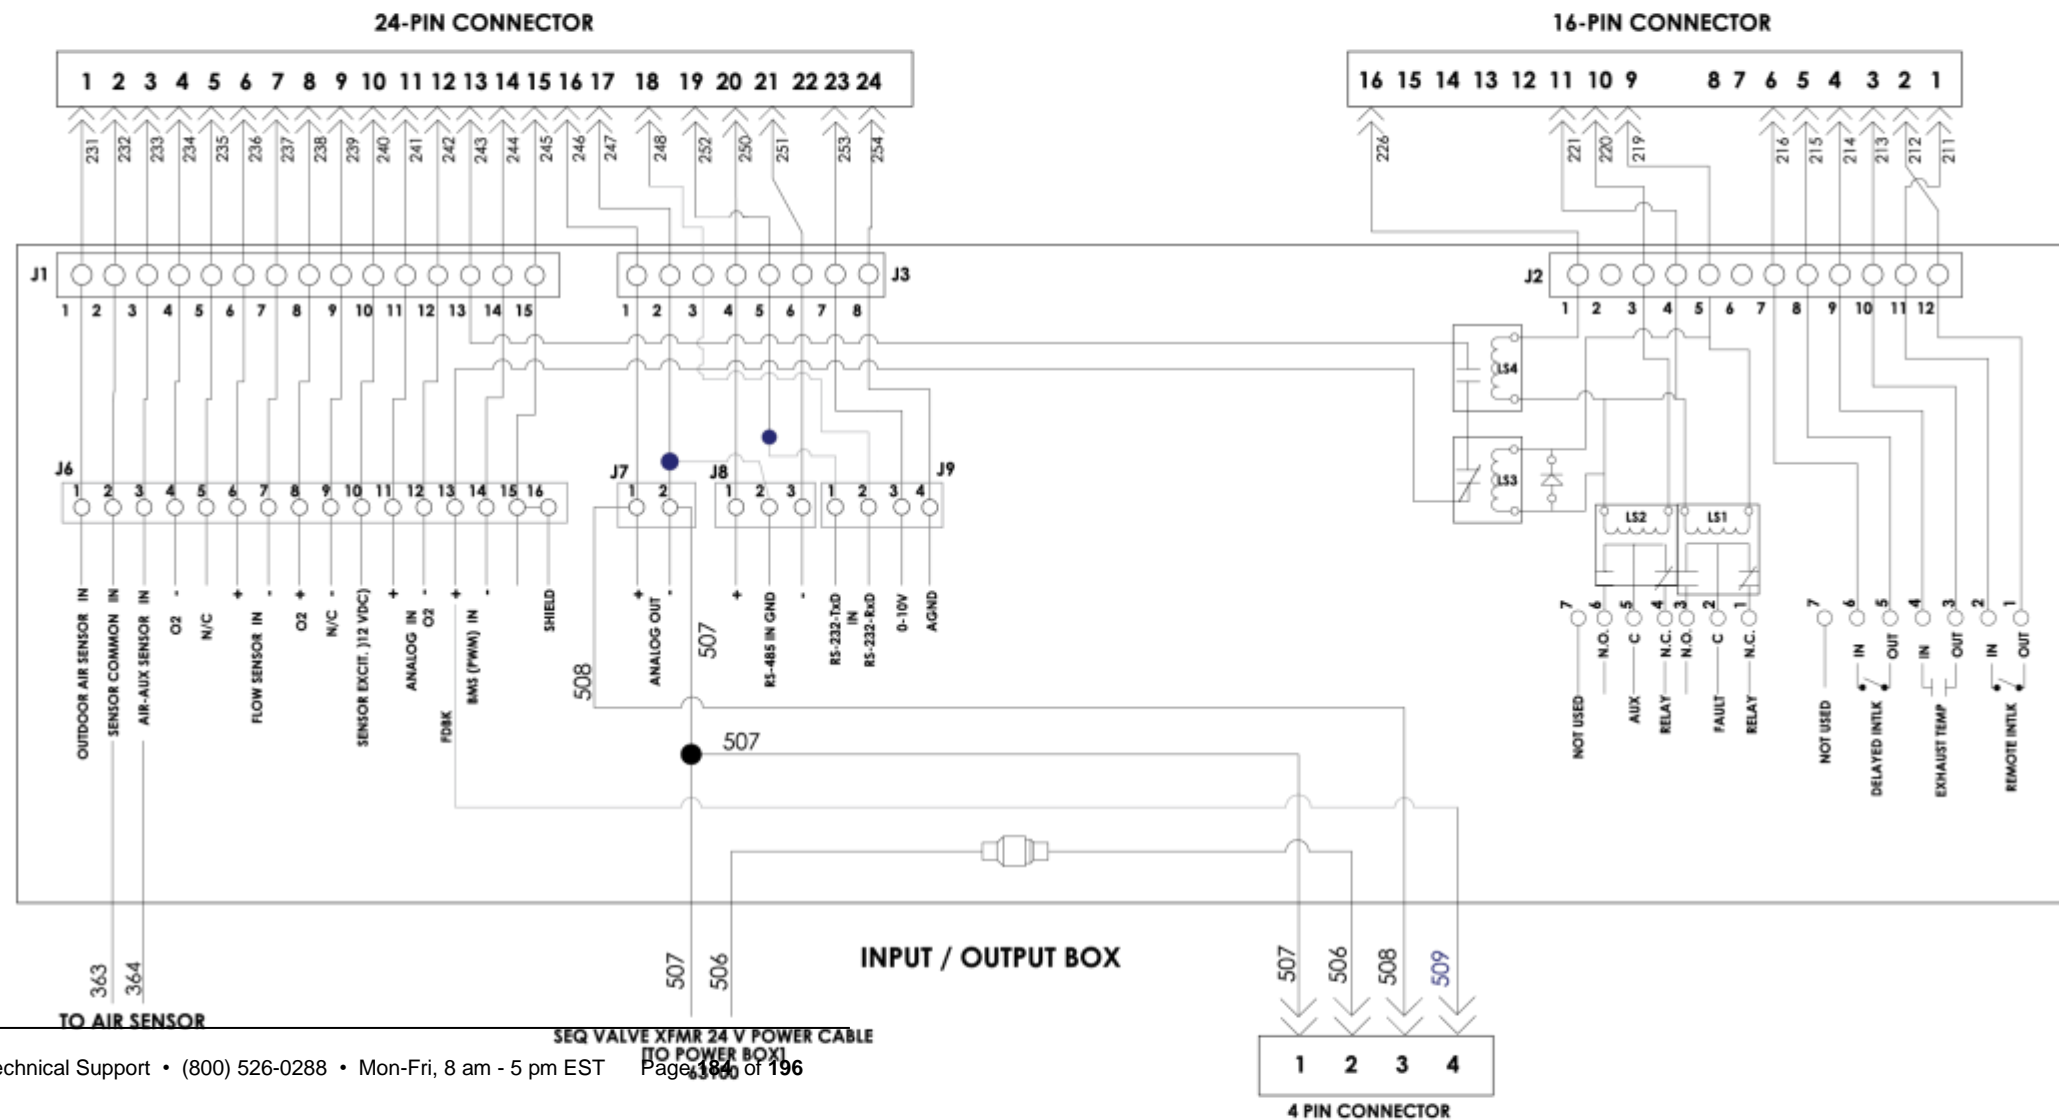 24-PIN CONNECTOR
16-PIN CONNECTOR
1 2 3 4 5 6 7 8 9 10 11 12 13 14 15 16 17 18 19 20 21 22 23 24
16 15 14 13 12 11 10 9 8 7 6 5 4 3 2 1
231 232 233 234 235 236 237 238 239 240 241 242 243 244 245 246 247 248 252 250 251 253 254
226 221 220 219 216 215 214 213 212 211
J1
J3
J2
1 2 3 4 5 6 7 8 9 10 11 12 13 14 15
1 2 3 4 5 6 7 8
1 2 3 4 5 6 7 8 9 10 11 12
LS4
LS3
LS2
LS1
J6
J7
J8
J9
1 2 3 4 5 6 7 8 9 10 11 12 13 14 15 16
1 2
1 2 3
1 2 3 4
OUTDOOR AIR SENSOR IN
SENSOR COMMON IN
AIR-AUX SENSOR IN
O2 -
N/C
+
FLOW SENSOR IN -
O2 +
N/C -
SENSOR EXCIT. )12 VDC)
+
ANALOG IN -
O2
FDBK +
BMS (PWM) IN -
SHIELD
+
ANALOG OUT -
507
508
+
RS-485 IN GND
-
RS-232-TxD
IN
RS-232-RxD
0-10V
AGND
7 6 5 4 3 2 1
NOT USED
N.O.
AUX C
RELAY N.C.
N.O.
FAULT C
RELAY N.C.
7 6 5 4 3 2 1
NOT USED
IN
DELAYED INTLK
OUT
IN
EXHAUST TEMP
OUT
IN
REMOTE INTLK
OUT
507
INPUT / OUTPUT BOX
363
364
507
506
507
506
508
509
TO AIR SENSOR
SEQ VALVE XFMR 24 V POWER CABLE
[TO POWER BOX]
63100
echnical Support • (800) 526-0288 • Mon-Fri, 8 am - 5 pm EST Page 184 of 196
1 2 3 4
4 PIN CONNECTOR